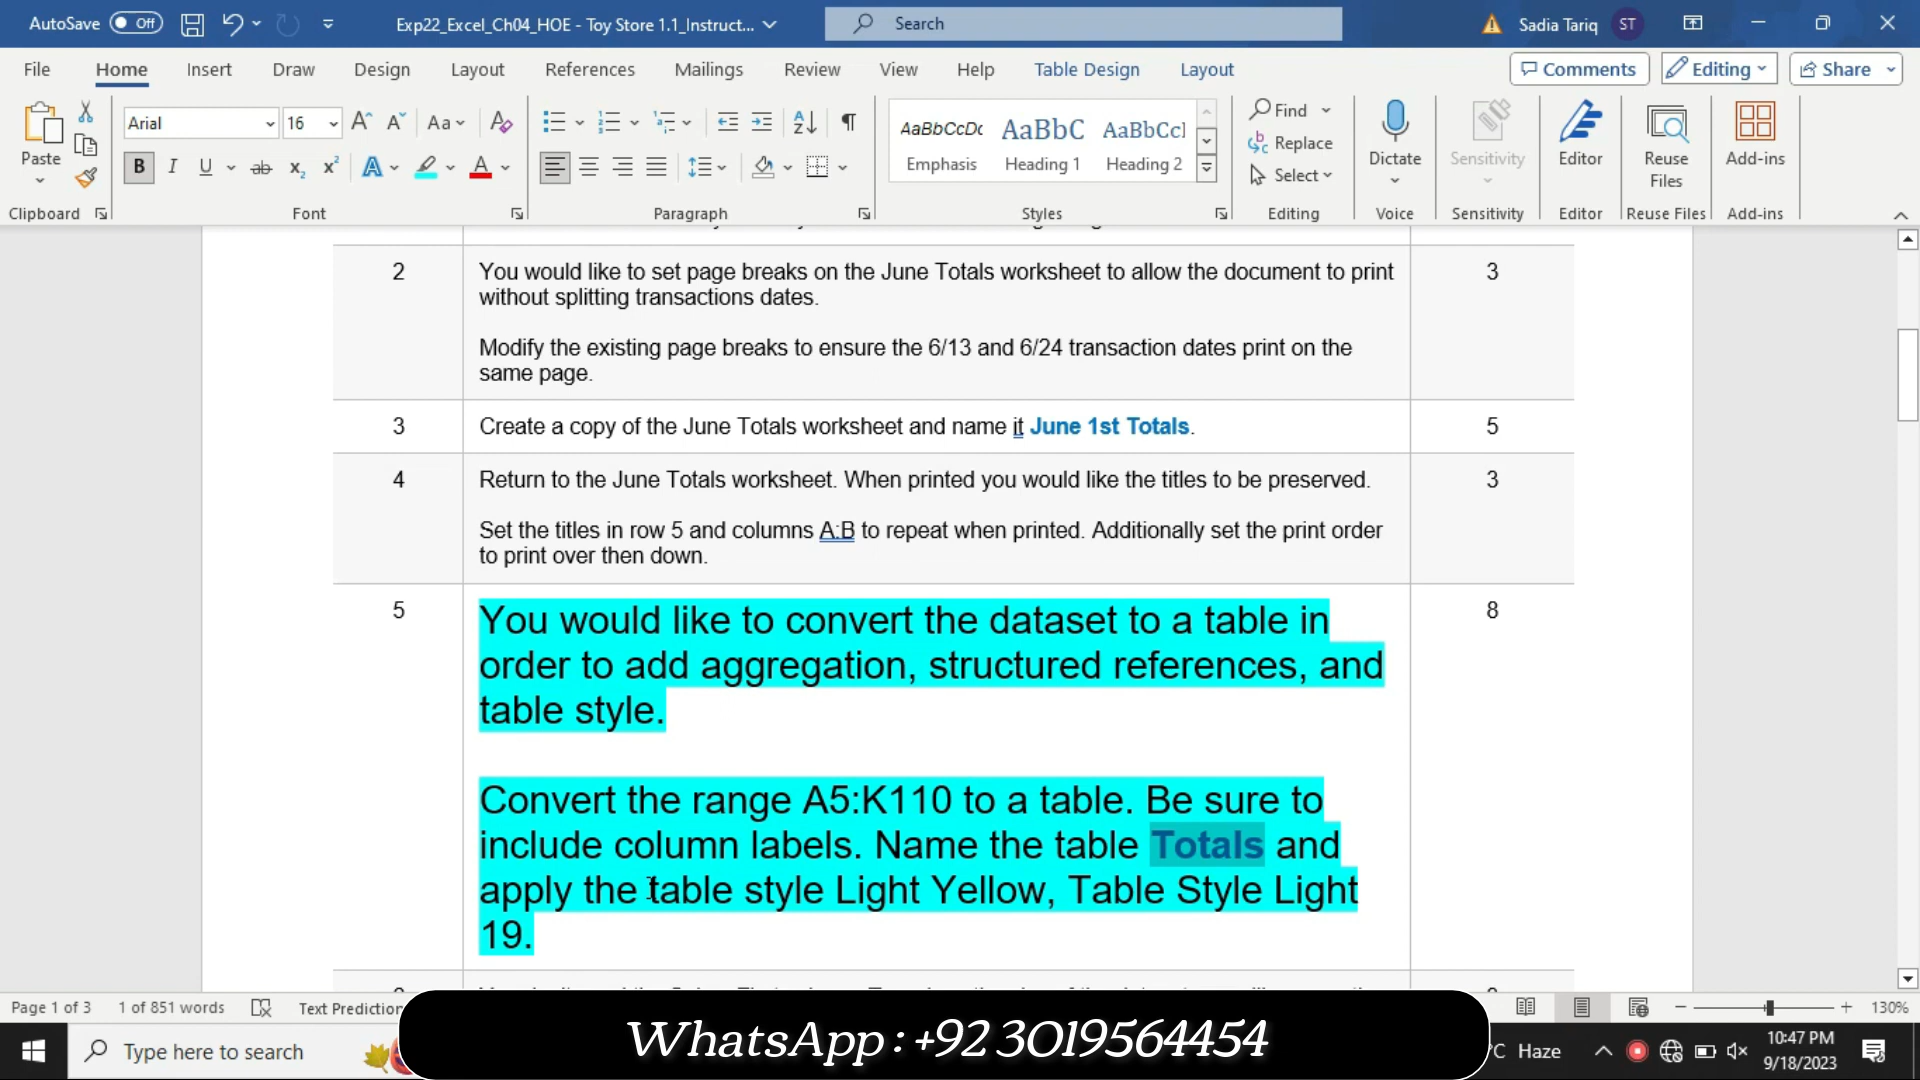 AutoSave Off
Exp22_Excel_Ch04_HOE - Toy Store 1.1_Instruct...
Search
Sadia Tariq ST
File Home Insert Draw Design Layout References Mailings Review View Help Table Design Layout
Comments Editing Share
Paste
Arial 16
Aa
B I U ab x₂ x² A A
AaBbCcDc AaBbC AaBbCcI
Emphasis Heading 1 Heading 2
Find
Replace
Select
Dictate
Sensitivity
Editor
Reuse
Files
Add-ins
Clipboard Font Paragraph Styles Editing Voice Sensitivity Editor Reuse Files Add-ins
2 You would like to set page breaks on the June Totals worksheet to allow the document to print 3
without splitting transactions dates.
Modify the existing page breaks to ensure the 6/13 and 6/24 transaction dates print on the
same page.
3 Create a copy of the June Totals worksheet and name it June 1st Totals. 5
4 Return to the June Totals worksheet. When printed you would like the titles to be preserved. 3
Set the titles in row 5 and columns A:B to repeat when printed. Additionally set the print order
to print over then down.
5 You would like to convert the dataset to a table in 8
order to add aggregation, structured references, and
table style.
Convert the range A5:K110 to a table. Be sure to
include column labels. Name the table Totals and
apply the table style Light Yellow, Table Style Light
19.
Page 1 of 3 1 of 851 words Text Prediction
130%
WhatsApp : +92 3019564454
Type here to search
°C Haze
10:47 PM
9/18/2023